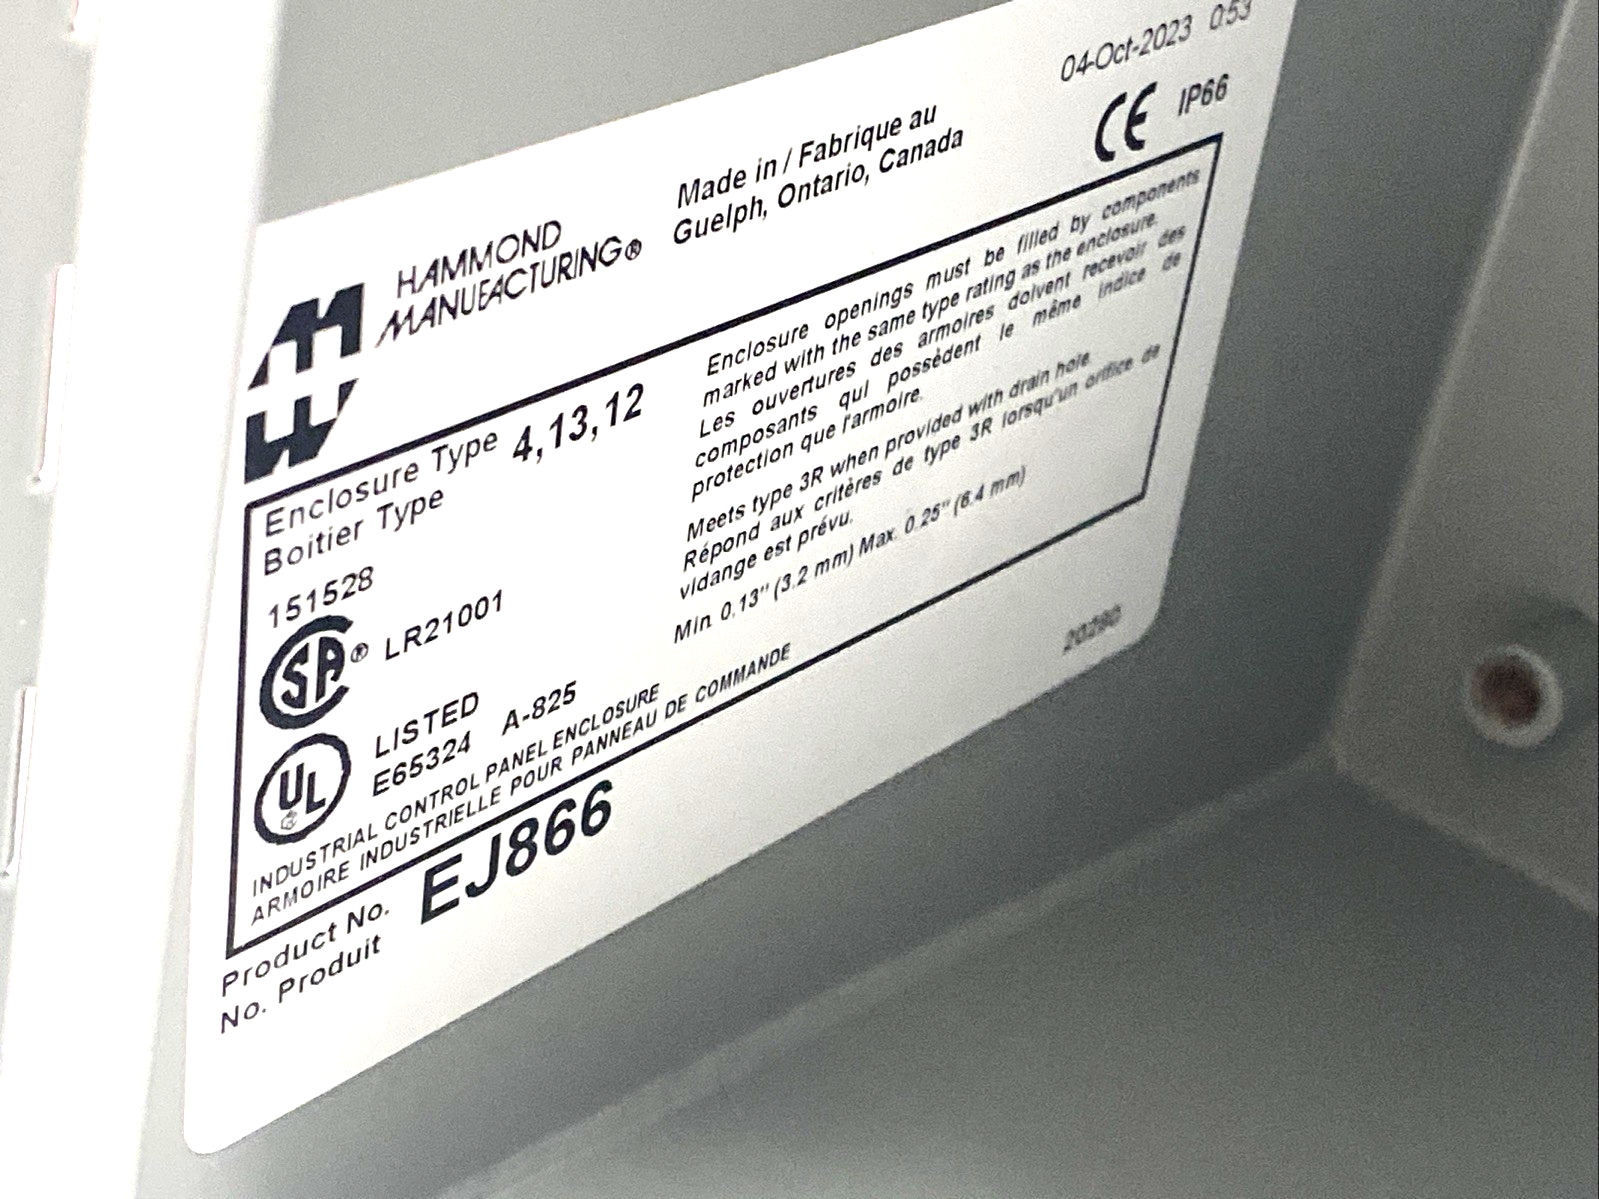 04-Oct-2023 0:53
CE IP66
HAMMOND
MANUFACTURING®
Made in / Fabrique au
Guelph, Ontario, Canada
Enclosure Type 4,13,12
Boitier Type
151528
SA® LR21001
UL
LISTED
E65324 A-825
INDUSTRIAL CONTROL PANEL ENCLOSURE
ARMOIRE INDUSTRIELLE POUR PANNEAU DE COMMANDE
Enclosure openings must be filled by components
marked with the same type rating as the enclosure.
Les ouvertures des armoires doivent recevoir des
composants qui possèdent le même indice de
protection que l'armoire.
Meets type 3R when provided with drain hole.
Répond aux critères de type 3R lorsqu'un orifice de
vidange est prévu.
Min. 0.13" (3.2 mm) Max. 0.25" (6.4 mm)
Product No.
No. Produit
EJ866